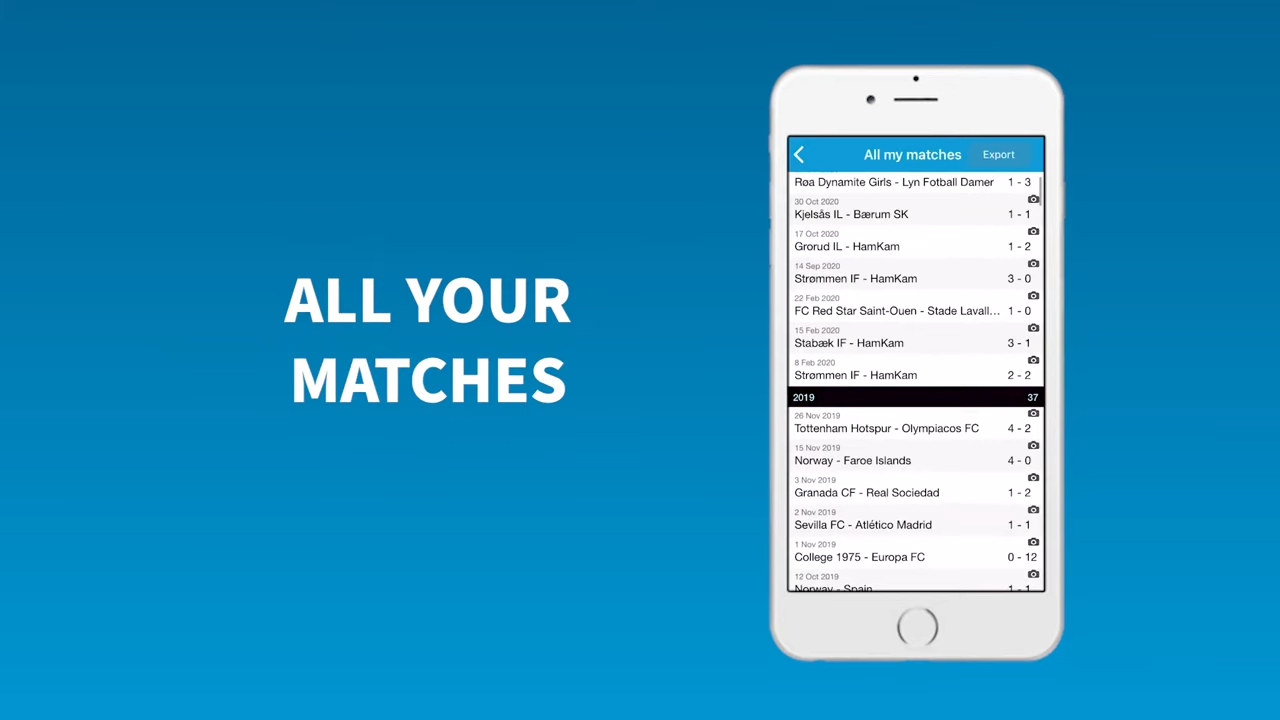 ALL YOUR
MATCHES
All my matches
Export
Røa Dynamite Girls - Lyn Fotball Damer 1 - 3
30 Oct 2020
Kjelsås IL - Bærum SK 1 - 1
17 Oct 2020
Grorud IL - HamKam 1 - 2
14 Sep 2020
Strømmen IF - HamKam 3 - 0
22 Feb 2020
FC Red Star Saint-Ouen - Stade Lavall... 1 - 0
15 Feb 2020
Stabæk IF - HamKam 3 - 1
8 Feb 2020
Strømmen IF - HamKam 2 - 2
2019 37
26 Nov 2019
Tottenham Hotspur - Olympiacos FC 4 - 2
15 Nov 2019
Norway - Faroe Islands 4 - 0
3 Nov 2019
Granada CF - Real Sociedad 1 - 2
2 Nov 2019
Sevilla FC - Atlético Madrid 1 - 1
1 Nov 2019
College 1975 - Europa FC 0 - 12
12 Oct 2019
Norway - Spain 1 - 1